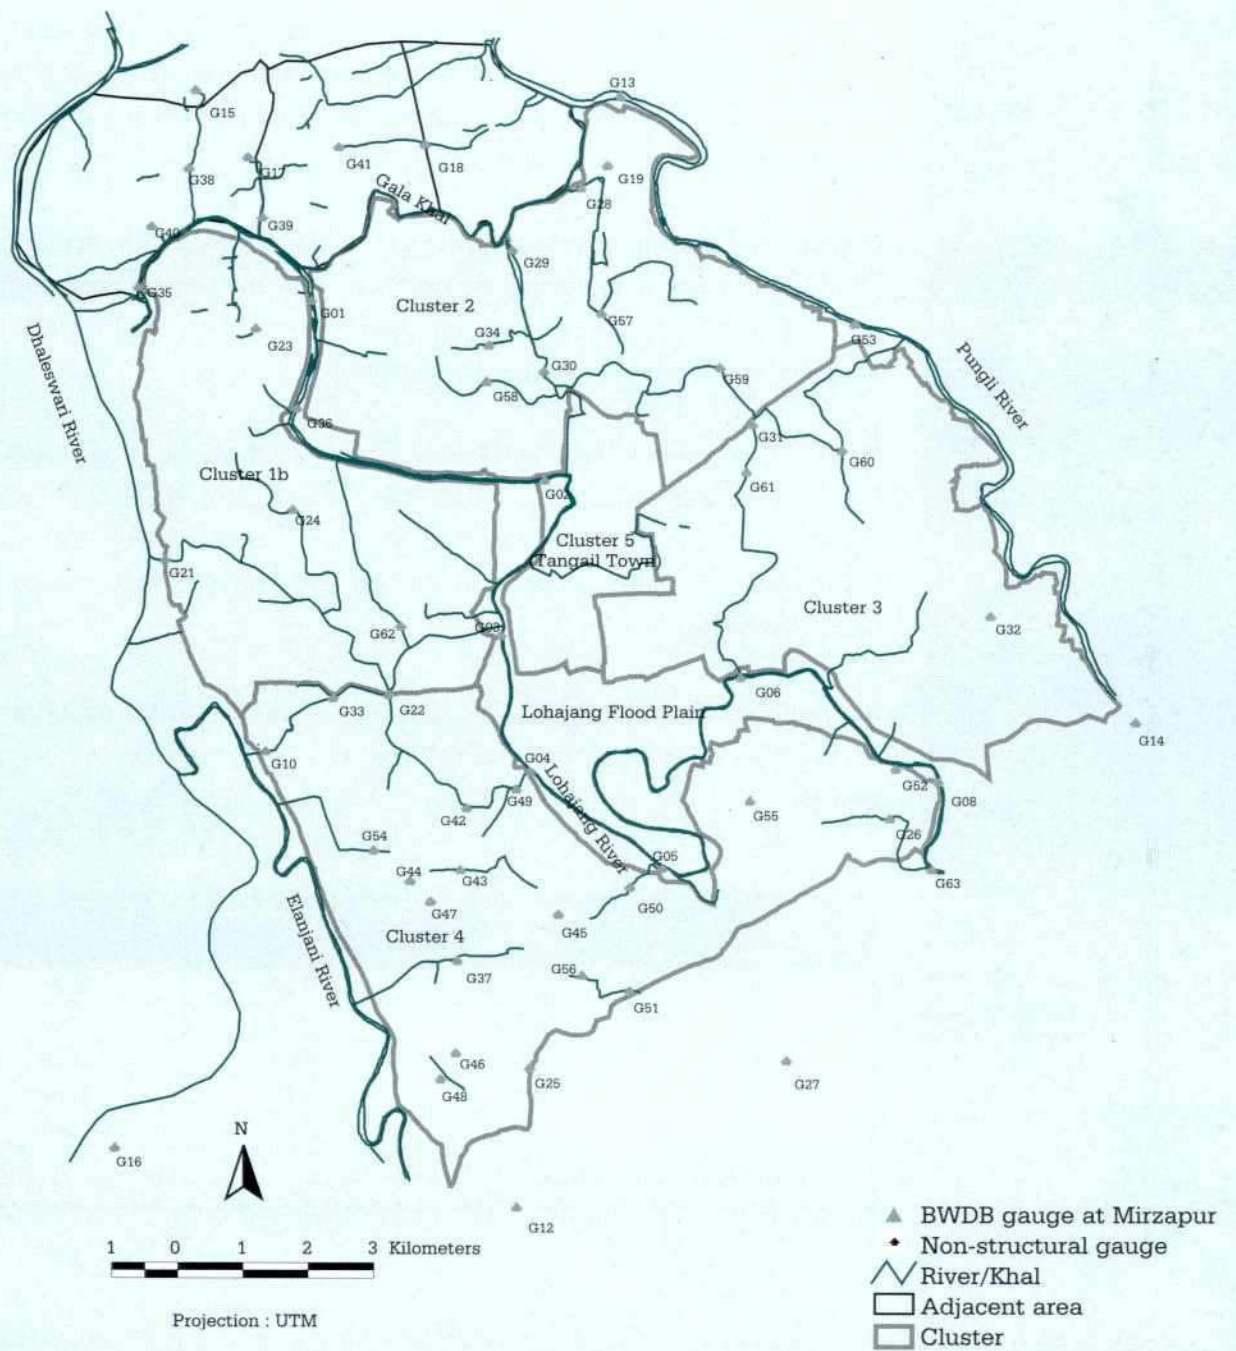 G13
G15
G41
G18
G17
G38
G19
Gala Khal
G28
G39
G40
G29
G35
Cluster 2
G01
G57
G23
G34
G53
Dhaleswari River
Pungli River
G30
G59
G58
G36
G31
G60
Cluster 1b
G61
G02
G24
Cluster 5
(Tangail Town)
G21
Cluster 3
G62
G03
G32
G06
G33
G22
Lohajang Flood Plain
G14
G10
G04
Lohajang River
G52
G49
G08
G42
G55
G26
G54
G05
G44
G43
G63
G50
G47
Elanjani River
G45
Cluster 4
G37
G56
G51
G46
G25
G27
G48
N
G16
G12
BWDB gauge at Mirzapur
Non-structural gauge
River/Khal
Adjacent area
Cluster
1 0 1 2 3 Kilometers
Projection : UTM